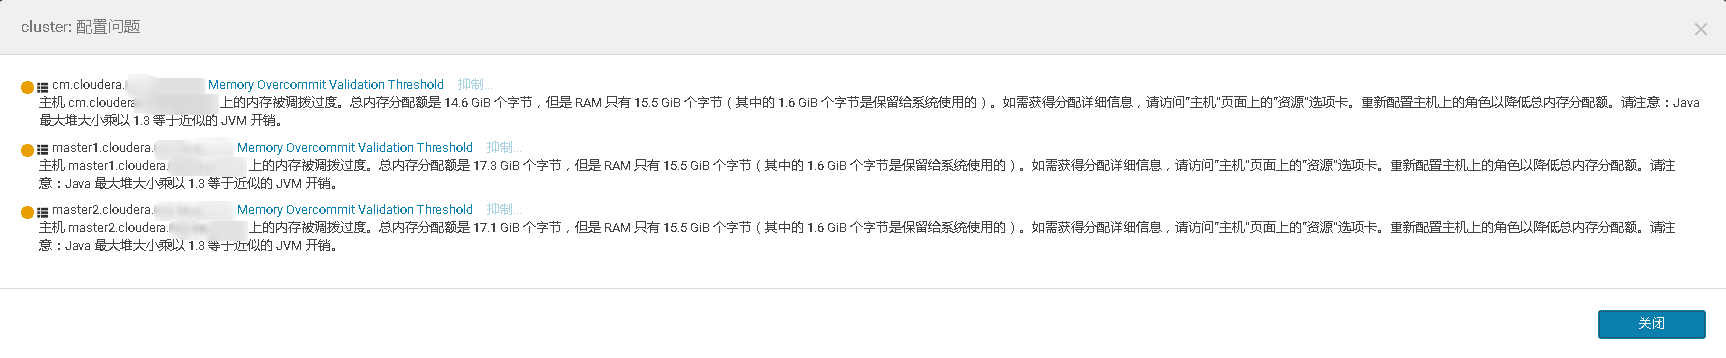 cluster: 配置问题
×
cm.cloudera. Memory Overcommit Validation Threshold 抑制...
主机 cm.cloudera 上的内存被调拨过度。总内存分配额是 14.6 GiB 个字节，但是 RAM 只有 15.5 GiB 个字节（其中的 1.6 GiB 个字节是保留给系统使用的）。如需获得分配详细信息，请访问"主机"页面上的"资源"选项卡。重新配置主机上的角色以降低总内存分配额。请注意：Java
最大堆大小乘以 1.3 等于近似的 JVM 开销。
master1.cloudera. Memory Overcommit Validation Threshold 抑制...
主机 master1.cloudera. 上的内存被调拨过度。总内存分配额是 17.3 GiB 个字节，但是 RAM 只有 15.5 GiB 个字节（其中的 1.6 GiB 个字节是保留给系统使用的）。如需获得分配详细信息，请访问"主机"页面上的"资源"选项卡。重新配置主机上的角色以降低总内存分配额。请注
意：Java 最大堆大小乘以 1.3 等于近似的 JVM 开销。
master2.cloudera. Memory Overcommit Validation Threshold 抑制...
主机 master2.cloudera. 上的内存被调拨过度。总内存分配额是 17.1 GiB 个字节，但是 RAM 只有 15.5 GiB 个字节（其中的 1.6 GiB 个字节是保留给系统使用的）。如需获得分配详细信息，请访问"主机"页面上的"资源"选项卡。重新配置主机上的角色以降低总内存分配额。请注
意：Java 最大堆大小乘以 1.3 等于近似的 JVM 开销。
关闭